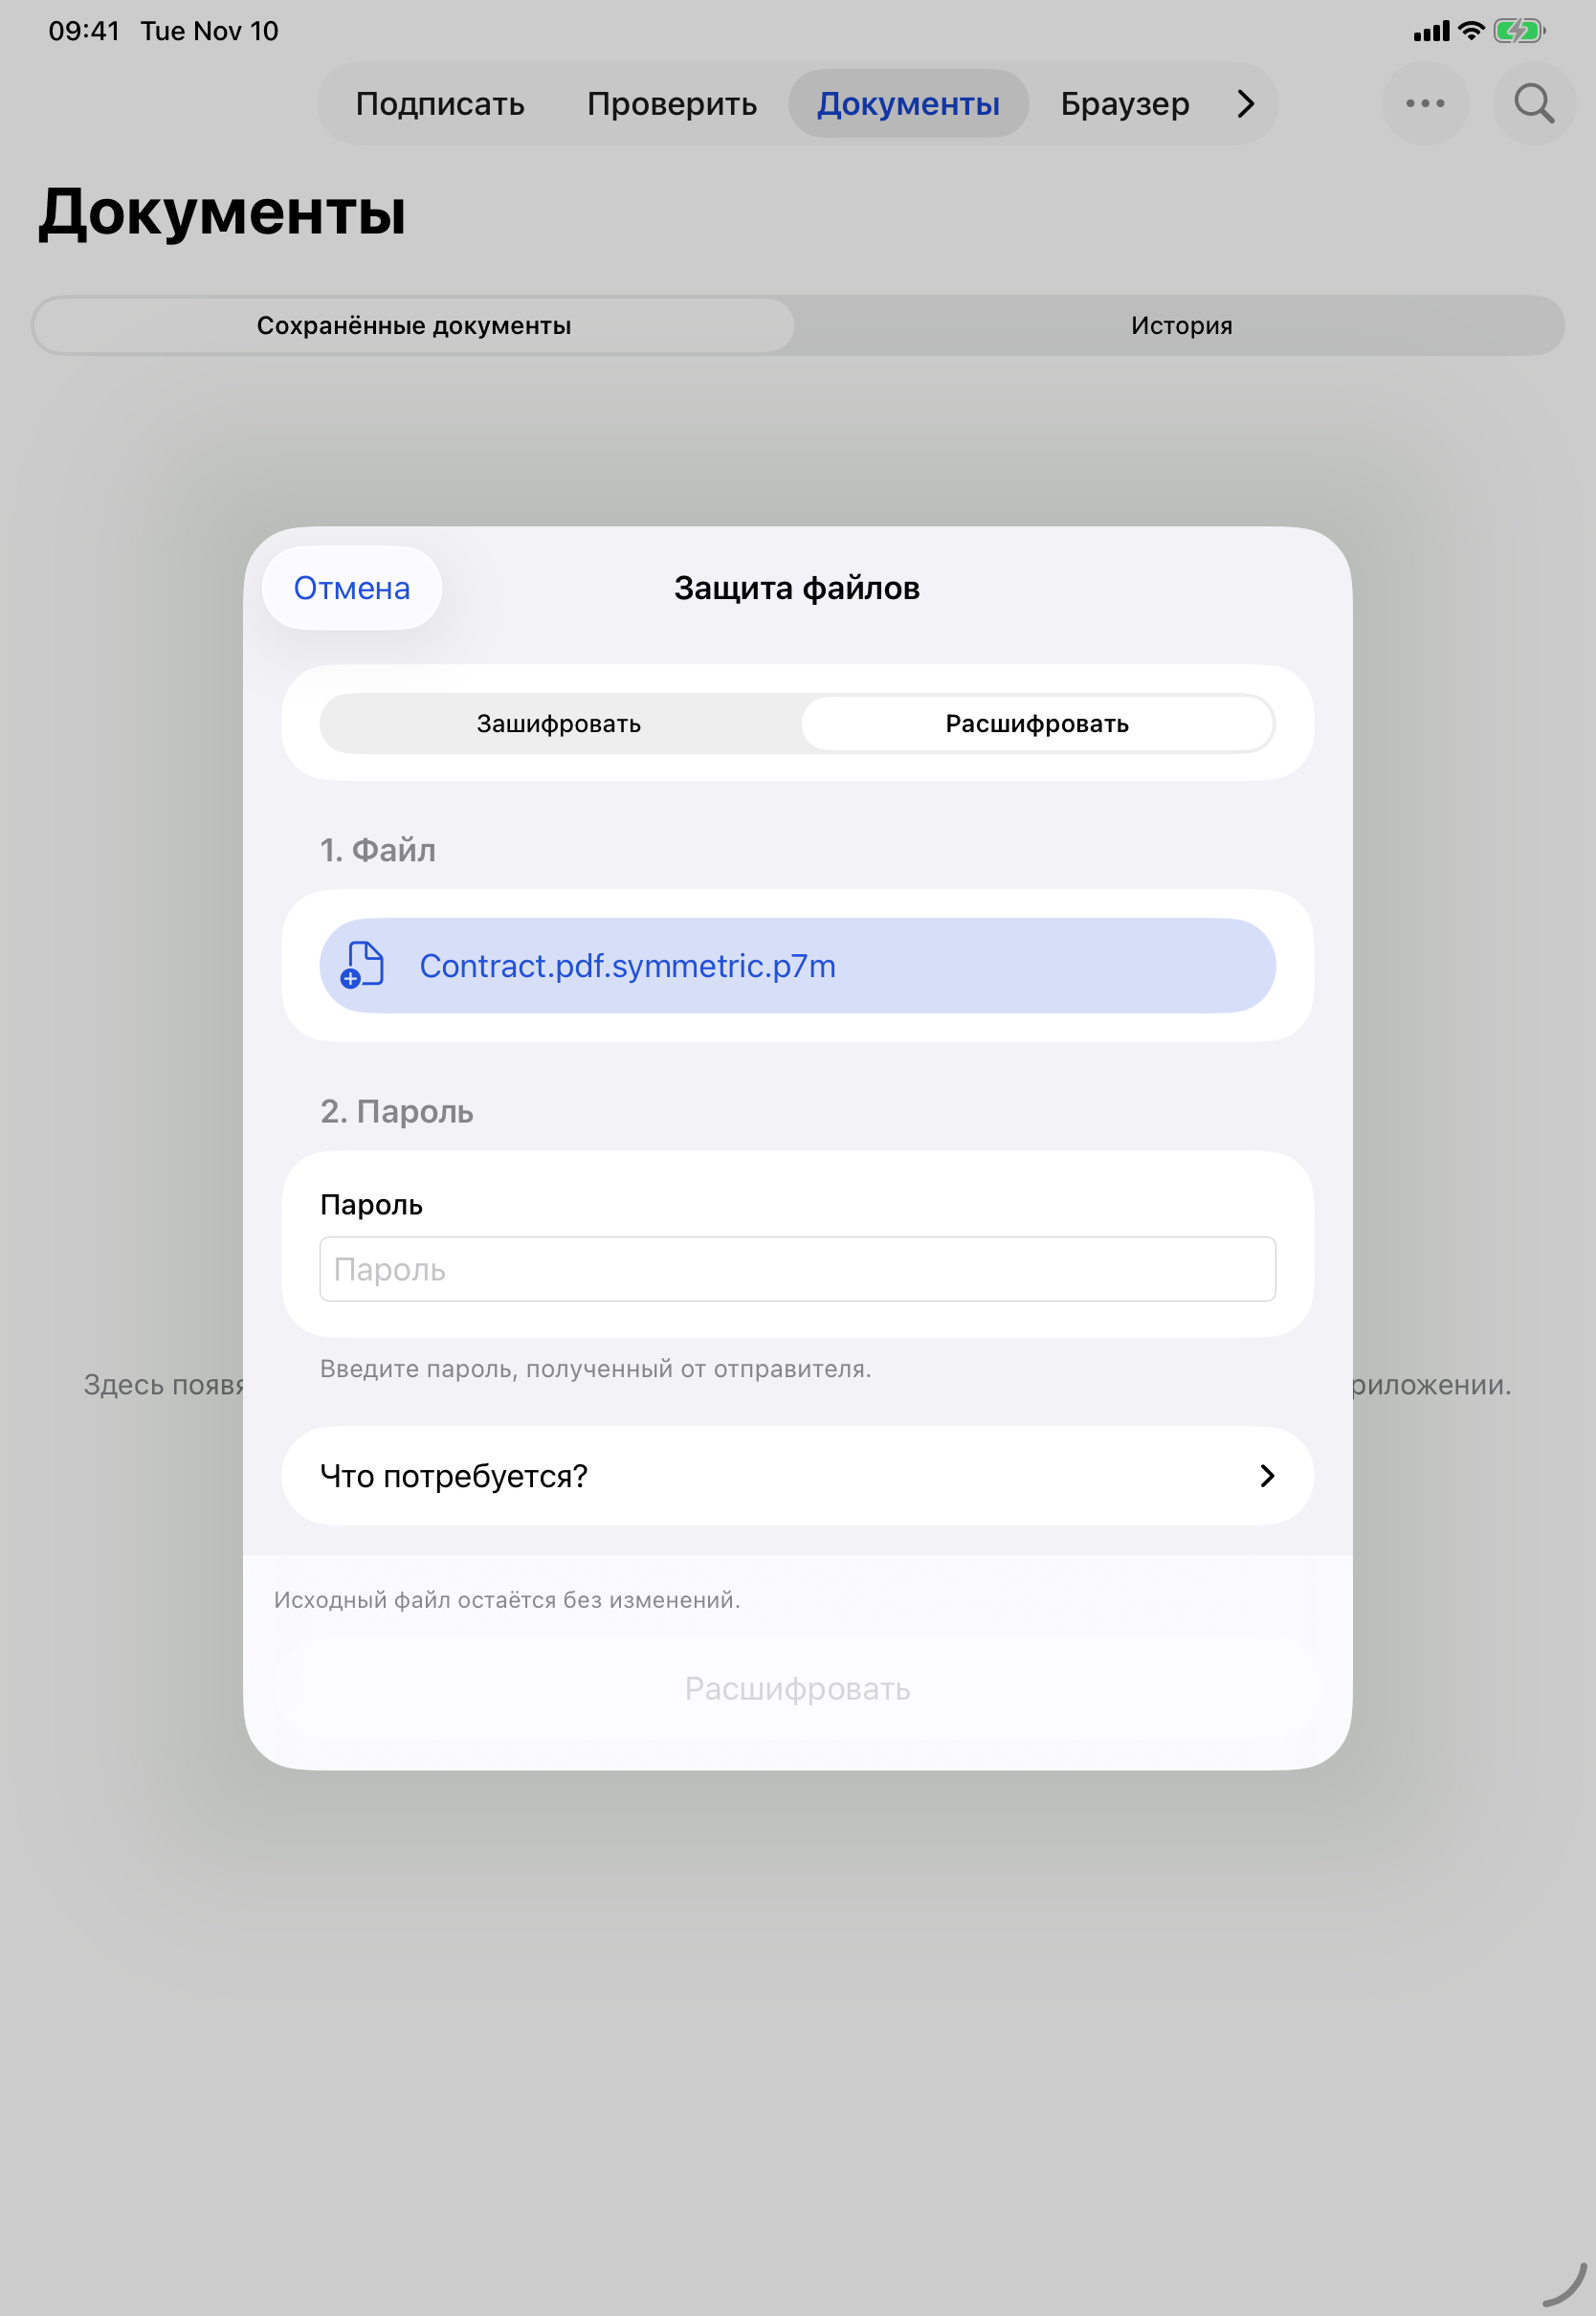 09:41 Tue Nov 10
Подписать Проверить Документы Браузер
Документы
Сохранённые документы История
Отмена Защита файлов
Зашифровать Расшифровать
1. Файл
Contract.pdf.symmetric.p7m
2. Пароль
Пароль
Пароль
Введите пароль, полученный от отправителя.
Здесь
Что потребуется?
Исходный файл остаётся без изменений.
Расшифровать